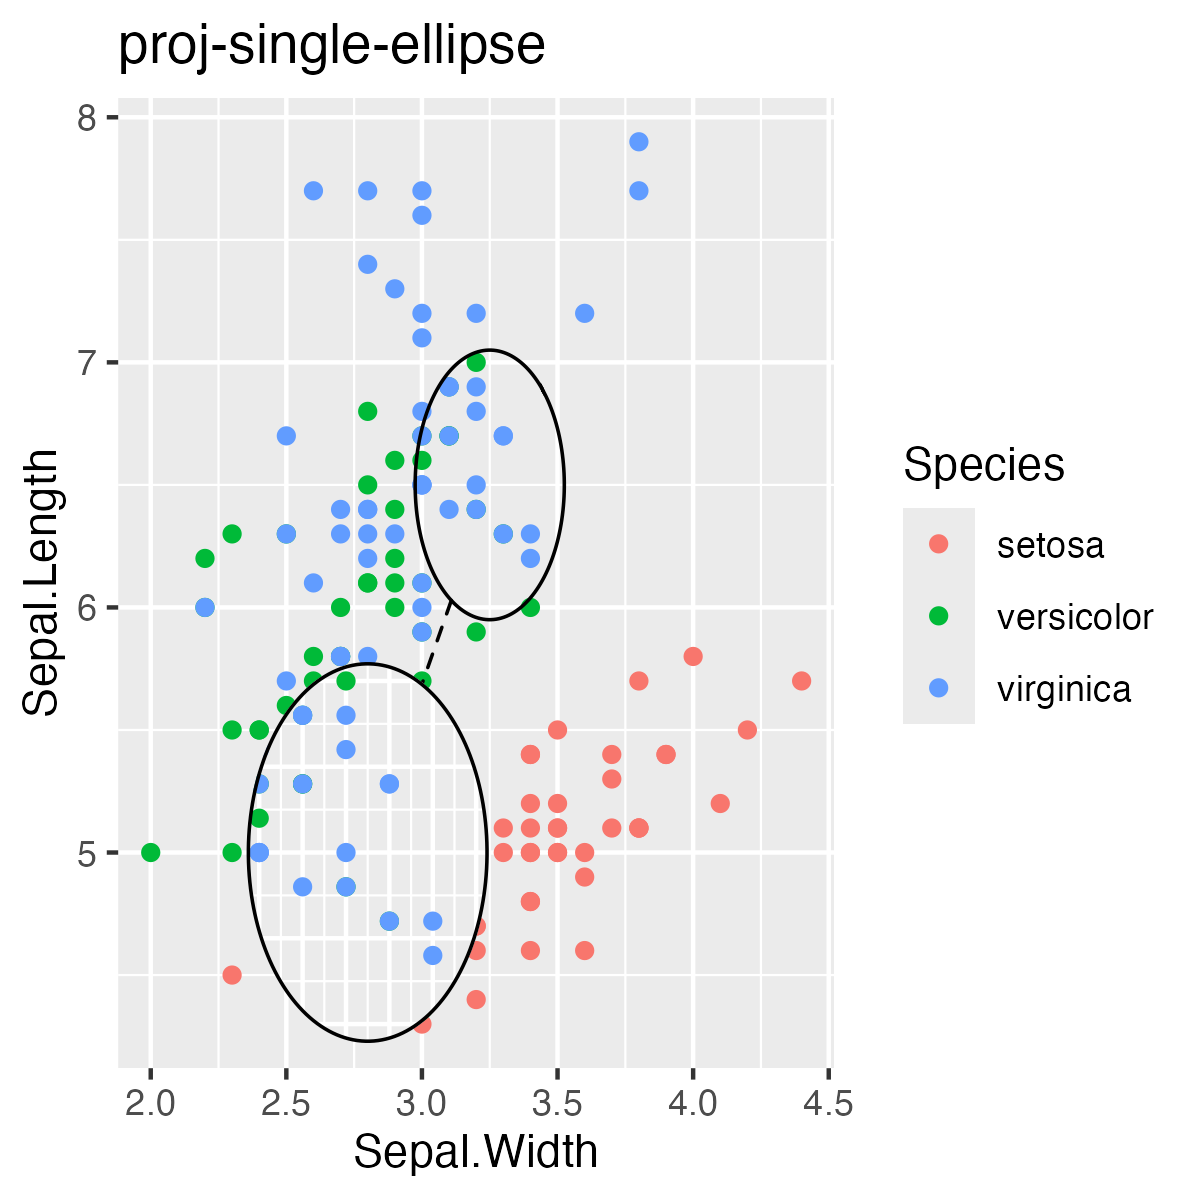 proj-single-ellipse
8
7
6
5
Sepal.Length
2.0 2.5 3.0 3.5 4.0 4.5
Sepal.Width
Species
setosa
versicolor
virginica